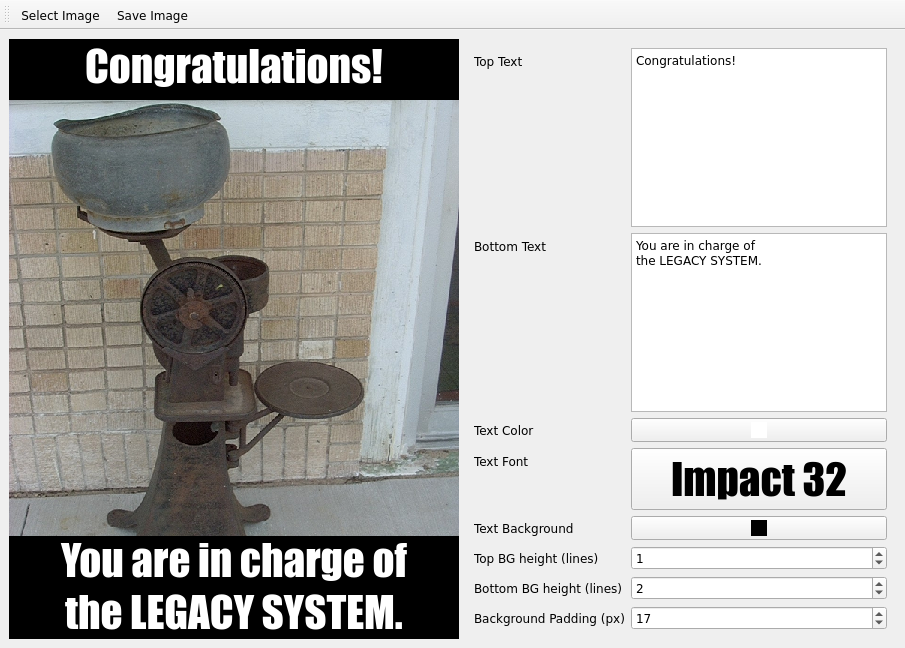 Select Image Save Image
Congratulations!
You are in charge of
the LEGACY SYSTEM.
Top Text
Congratulations!
Bottom Text
You are in charge of
the LEGACY SYSTEM.
Text Color
Text Font
Impact 32
Text Background
Top BG height (lines)
1
Bottom BG height (lines)
2
Background Padding (px)
17